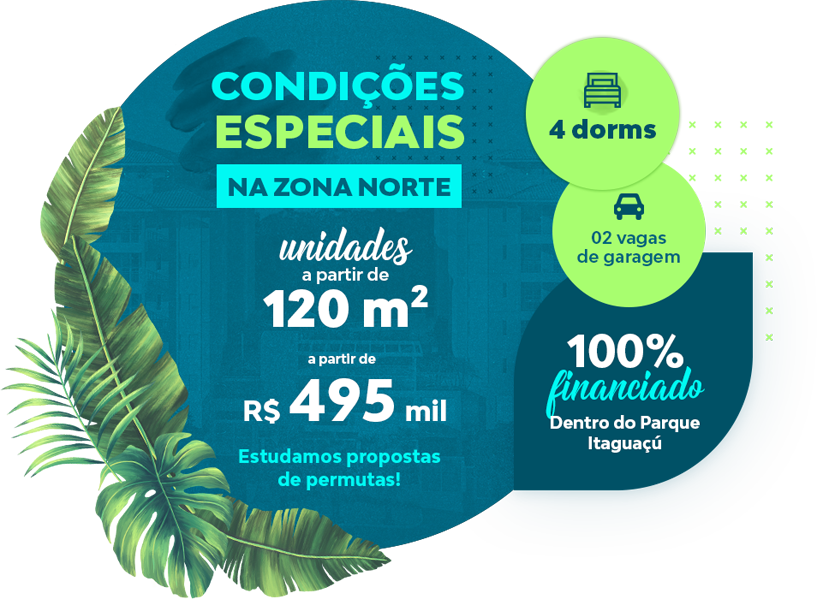 CONDIÇÕES
ESPECIAIS
NA ZONA NORTE
unidades
a partir de
120 m²
a partir de
R$ 495 mil
Estudamos propostas
de permutas!
4 dorms
02 vagas
de garagem
100%
financiado
Dentro do Parque
Itaguaçú